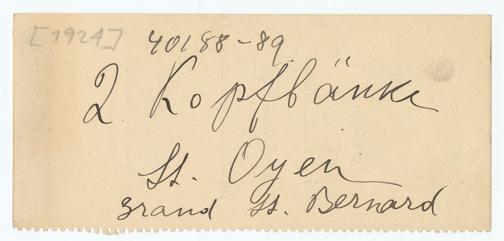 [1924]
40188-89
2 Kopfbänke
St. Oyen
Grand St. Bernard